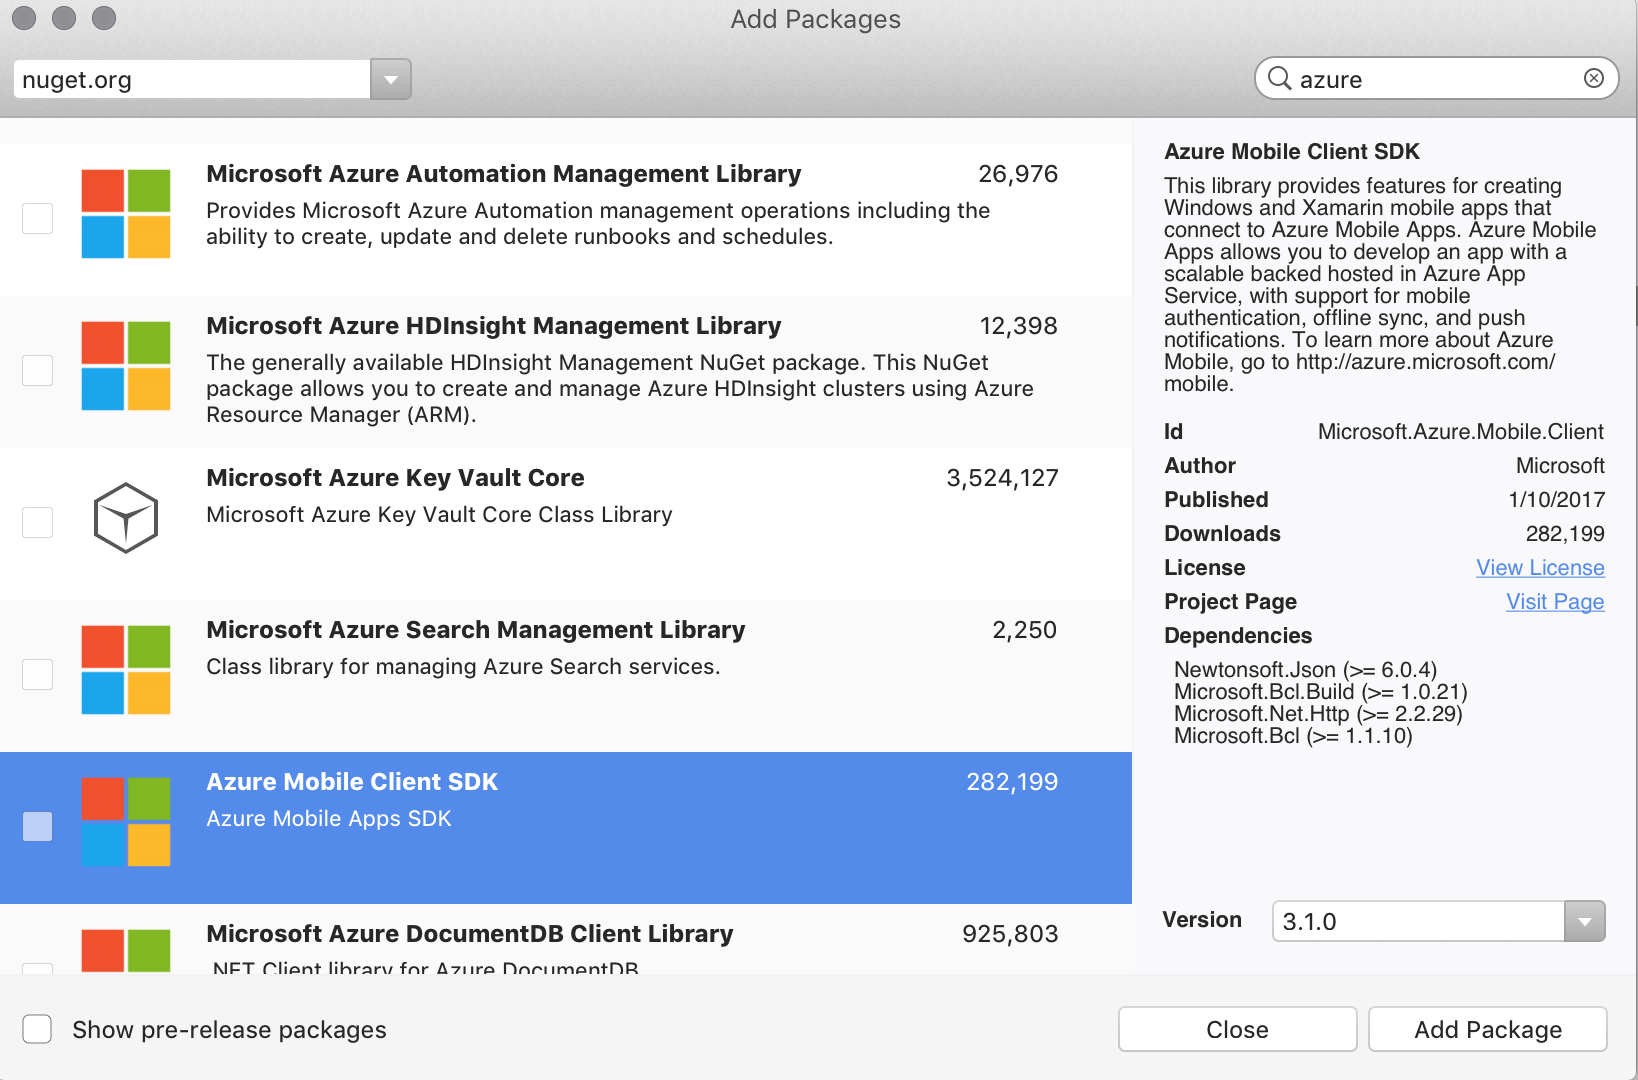 Add Packages
nuget.org
azure
Microsoft Azure Automation Management Library
26,976
Provides Microsoft Azure Automation management operations including the
ability to create, update and delete runbooks and schedules.
Microsoft Azure HDInsight Management Library
12,398
The generally available HDInsight Management NuGet package. This NuGet
package allows you to create and manage Azure HDInsight clusters using Azure
Resource Manager (ARM).
Microsoft Azure Key Vault Core
3,524,127
Microsoft Azure Key Vault Core Class Library
Microsoft Azure Search Management Library
2,250
Class library for managing Azure Search services.
Azure Mobile Client SDK
282,199
Azure Mobile Apps SDK
Microsoft Azure DocumentDB Client Library
925,803
.NET Client library for Azure DocumentDB
Azure Mobile Client SDK
This library provides features for creating
Windows and Xamarin mobile apps that
connect to Azure Mobile Apps. Azure Mobile
Apps allows you to develop an app with a
scalable backed hosted in Azure App
Service, with support for mobile
authentication, offline sync, and push
notifications. To learn more about Azure
Mobile, go to http://azure.microsoft.com/
mobile.
Id Microsoft.Azure.Mobile.Client
Author Microsoft
Published 1/10/2017
Downloads 282,199
License View License
Project Page Visit Page
Dependencies
Newtonsoft.Json (>= 6.0.4)
Microsoft.Bcl.Build (>= 1.0.21)
Microsoft.Net.Http (>= 2.2.29)
Microsoft.Bcl (>= 1.1.10)
Version 3.1.0
Show pre-release packages
Close
Add Package